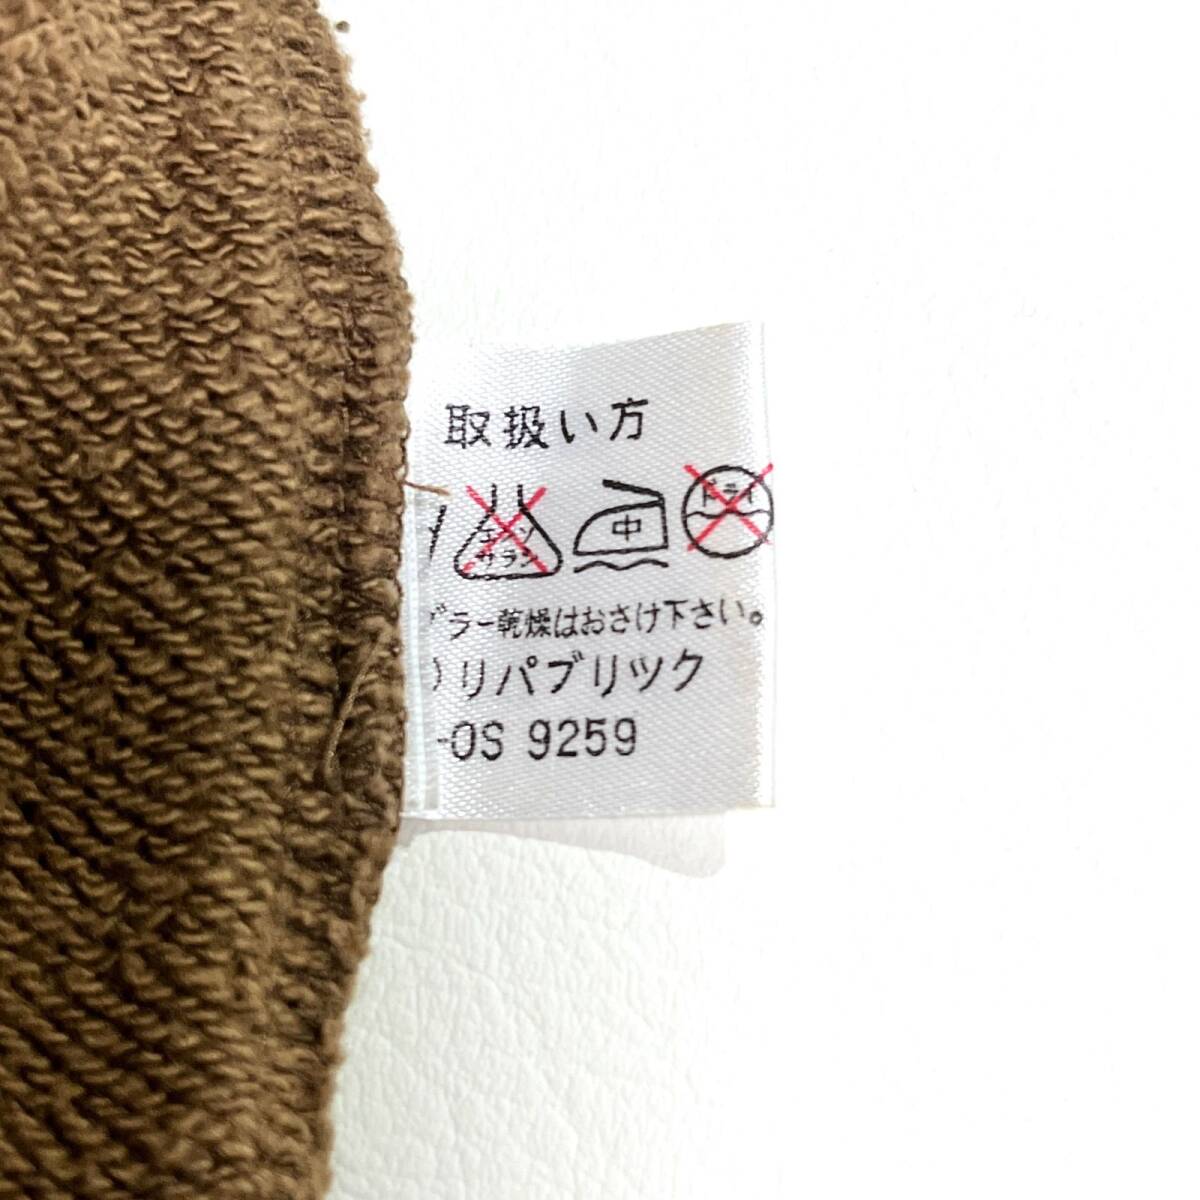 取扱い方
エンソ サラシ 中 ドライ
ブラー乾燥はおさけ下さい。
)リパブリック
-OS 9259